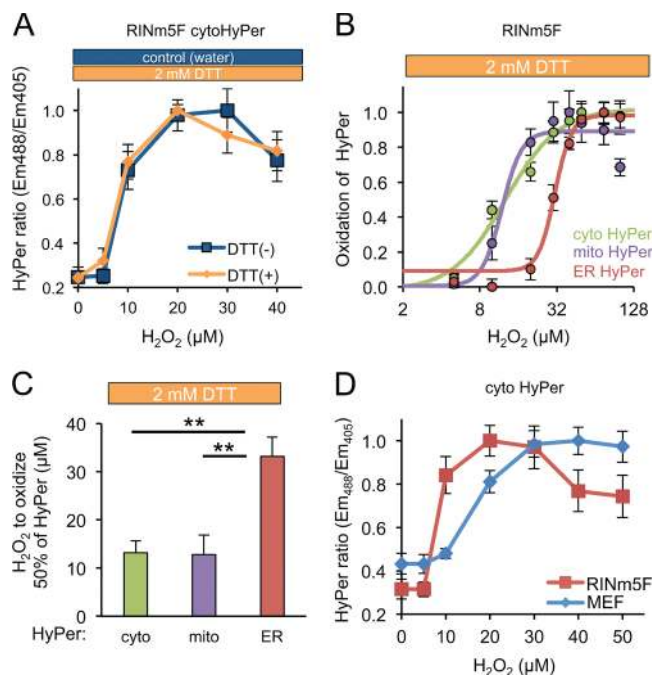 A
RINm5F cytoHyPer
control (water)
2 mM DTT
HyPer ratio (Em488/Em405)
1.0
0.8
0.6
0.4
0.2
DTT(-)
DTT(+)
0 10 20 30 40
H₂O₂ (µM)
B
RINm5F
2 mM DTT
Oxidation of HyPer
1.0
0.8
0.6
0.4
0.2
0.0
cyto HyPer
mito HyPer
ER HyPer
2 8 32 128
H₂O₂ (µM)
C
2 mM DTT
H₂O₂ to oxidize
50% of HyPer (µM)
40
30
20
10
0
**
**
HyPer: cyto mito ER
D
cyto HyPer
HyPer ratio (Em₄₈₈/Em₄₀₅)
1.0
0.8
0.6
0.4
0.2
RINm5F
MEF
0 10 20 30 40 50
H₂O₂ (µM)